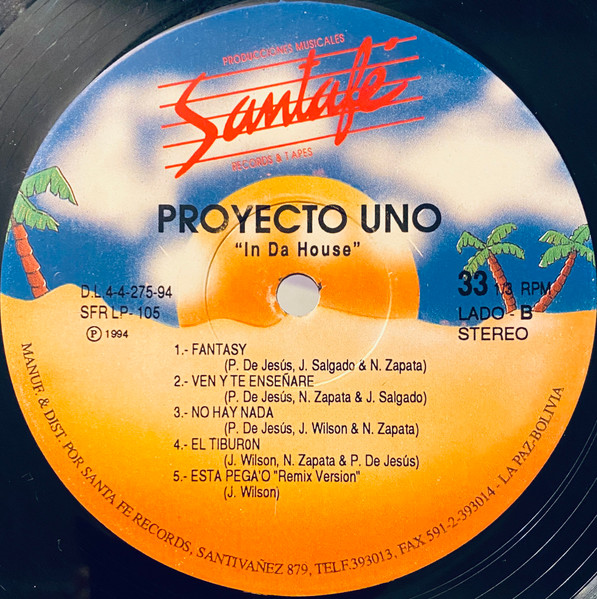 PRODUCCIONES MUSICALES
Santafé
RECORDS & TAPES
PROYECTO UNO
"In Da House"
D.L. 4-4-275-94
SFR LP- 105
Ⓟ 1994
33 1/3 RPM
LADO - B
STEREO
1.- FANTASY
(P. De Jesús, J. Salgado & N. Zapata)
2.- VEN Y TE ENSEÑARE
(P. De Jesús, N. Zapata & J. Salgado)
3.- NO HAY NADA
(P. De Jesús, J. Wilson & N. Zapata)
4.- EL TIBUR0N
(J. Wilson, N. Zapata & P. De Jesús)
5.- ESTA PEGA'O "Remix Version"
(J. Wilson)
MANUF. & DIST. POR SANTA FE RECORDS, SANTIVAÑEZ 879, TELF.393013, FAX 591-2-393014 - LA PAZ-BOLIVIA